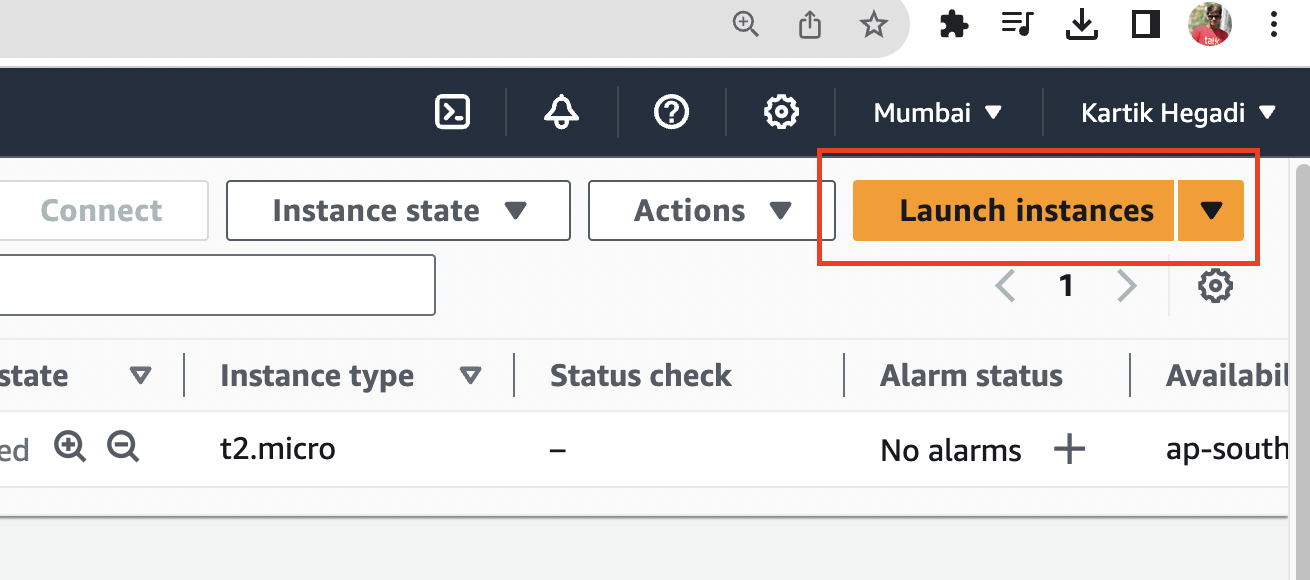 Mumbai Kartik Hegadi
Connect Instance state Actions Launch instances
1
state Instance type Status check Alarm status Availabil
ed t2.micro – No alarms ap-south